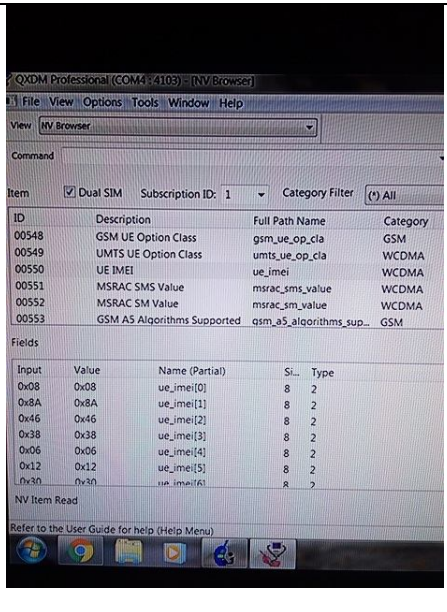 QXDM Professional (COM4 : 4103) - [NV Browser]
File View Options Tools Window Help
View NV Browser
Command
Item Dual SIM Subscription ID: 1 Category Filter (*) All
ID Description Full Path Name Category
00548 GSM UE Option Class gsm_ue_op_cla GSM
00549 UMTS UE Option Class umts_ue_op_cla WCDMA
00550 UE IMEI ue_imei WCDMA
00551 MSRAC SMS Value msrac_sms_value WCDMA
00552 MSRAC SM Value msrac_sm_value WCDMA
00553 GSM A5 Algorithms Supported gsm_a5_algorithms_sup... GSM
Fields
Input Value Name (Partial) Si... Type
0x08 0x08 ue_imei[0] 8 2
0x8A 0x8A ue_imei[1] 8 2
0x46 0x46 ue_imei[2] 8 2
0x38 0x38 ue_imei[3] 8 2
0x06 0x06 ue_imei[4] 8 2
0x12 0x12 ue_imei[5] 8 2
0x30 0x30 ue_imei[6] 8 2
NV Item Read
Refer to the User Guide for help (Help Menu)